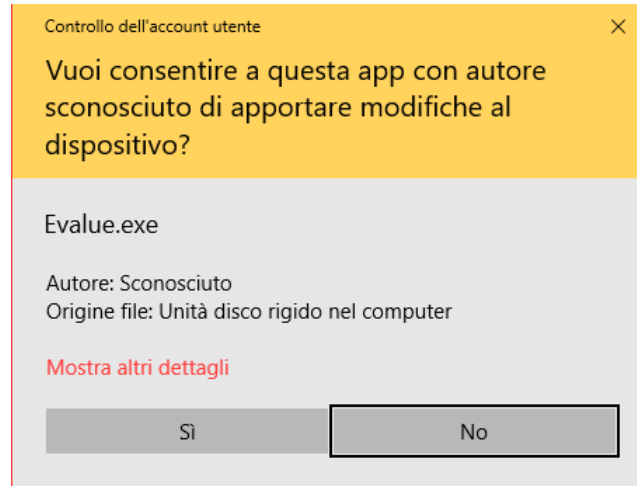 Controllo dell'account utente
Vuoi consentire a questa app con autore
sconosciuto di apportare modifiche al
dispositivo?
Evalue.exe
Autore: Sconosciuto
Origine file: Unità disco rigido nel computer
Mostra altri dettagli
Sì
No